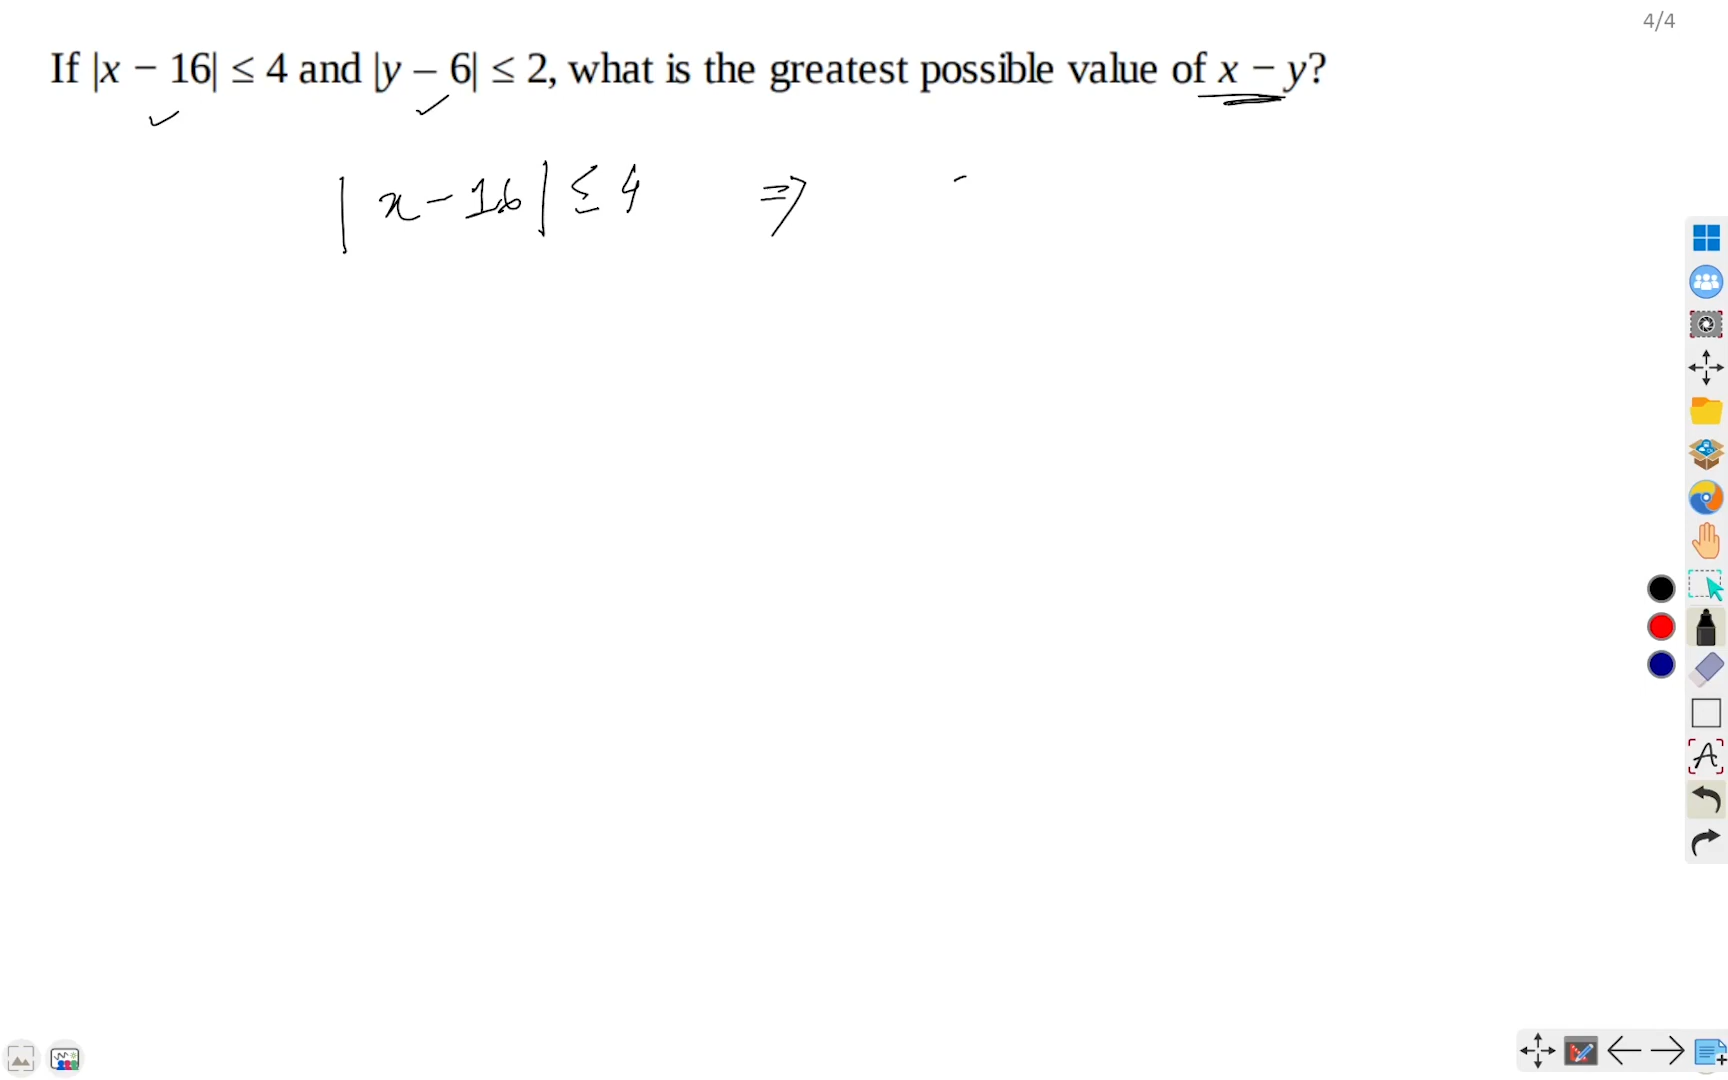 4/4
If |x − 16| ≤ 4 and |y − 6| ≤ 2, what is the greatest possible value of x − y?
|x − 16| ≤ 4 ⇒